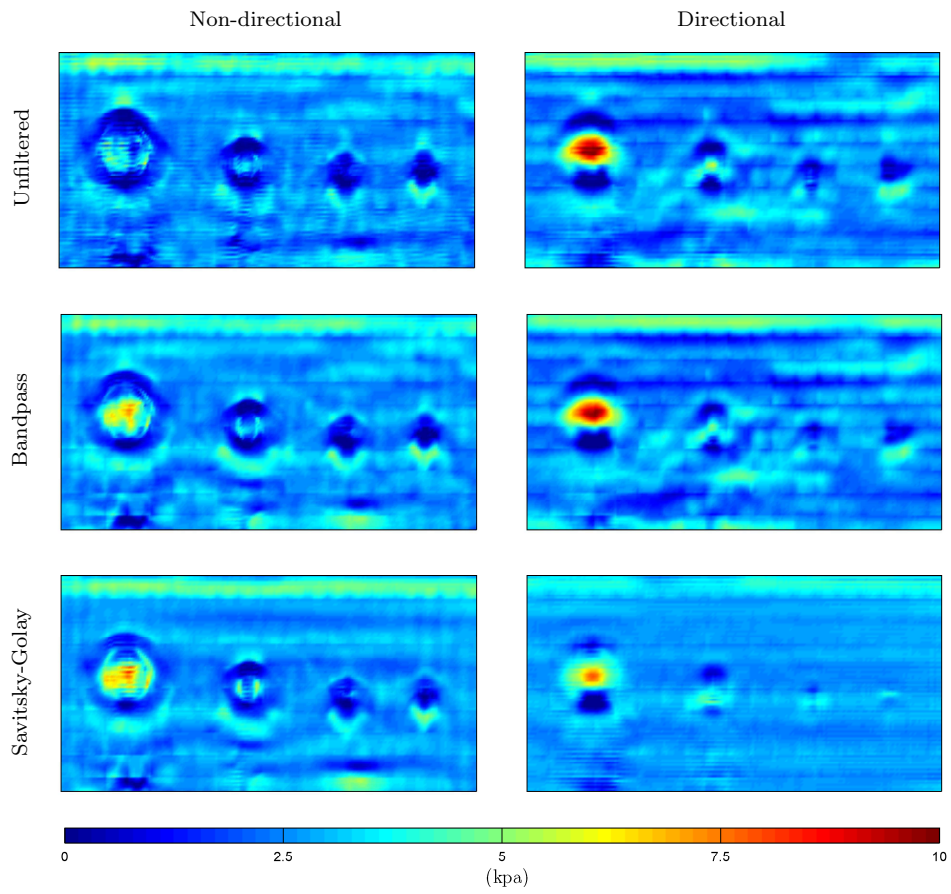 Non-directional
Directional
Unfiltered
Bandpass
Savitsky-Golay
0 2.5 5 7.5 10
(kpa)